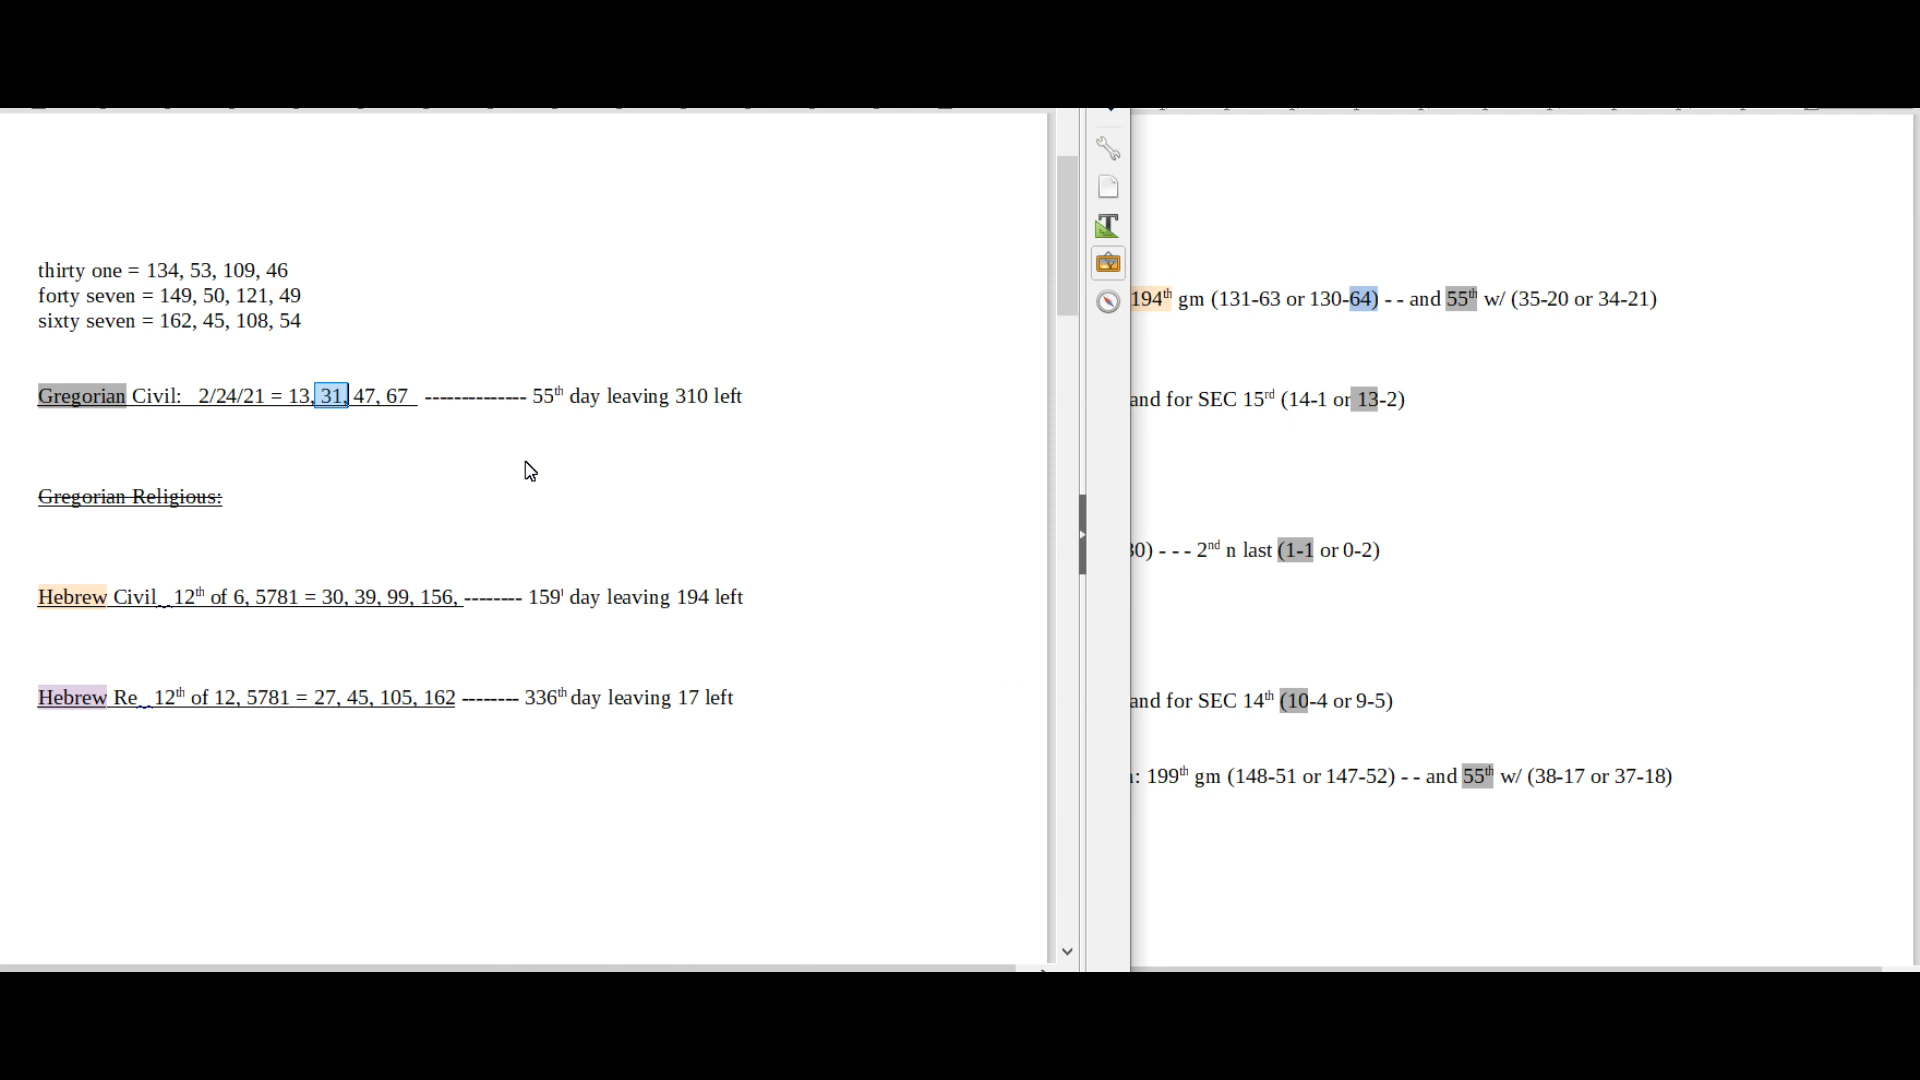 thirty one = 134, 53, 109, 46
forty seven = 149, 50, 121, 49
sixty seven = 162, 45, 108, 54
Gregorian Civil: 2/24/21 = 13, 31, 47, 67 -------------- 55th day leaving 310 left
Gregorian Religious:
Hebrew Civil 12th of 6, 5781 = 30, 39, 99, 156, -------- 159' day leaving 194 left
Hebrew Re 12th of 12, 5781 = 27, 45, 105, 162 -------- 336th day leaving 17 left
194th gm (131-63 or 130-64) - - and 55th w/ (35-20 or 34-21)
and for SEC 15rd (14-1 or 13-2)
30) - - - 2nd n last (1-1 or 0-2)
and for SEC 14th (10-4 or 9-5)
: 199th gm (148-51 or 147-52) - - and 55th w/ (38-17 or 37-18)